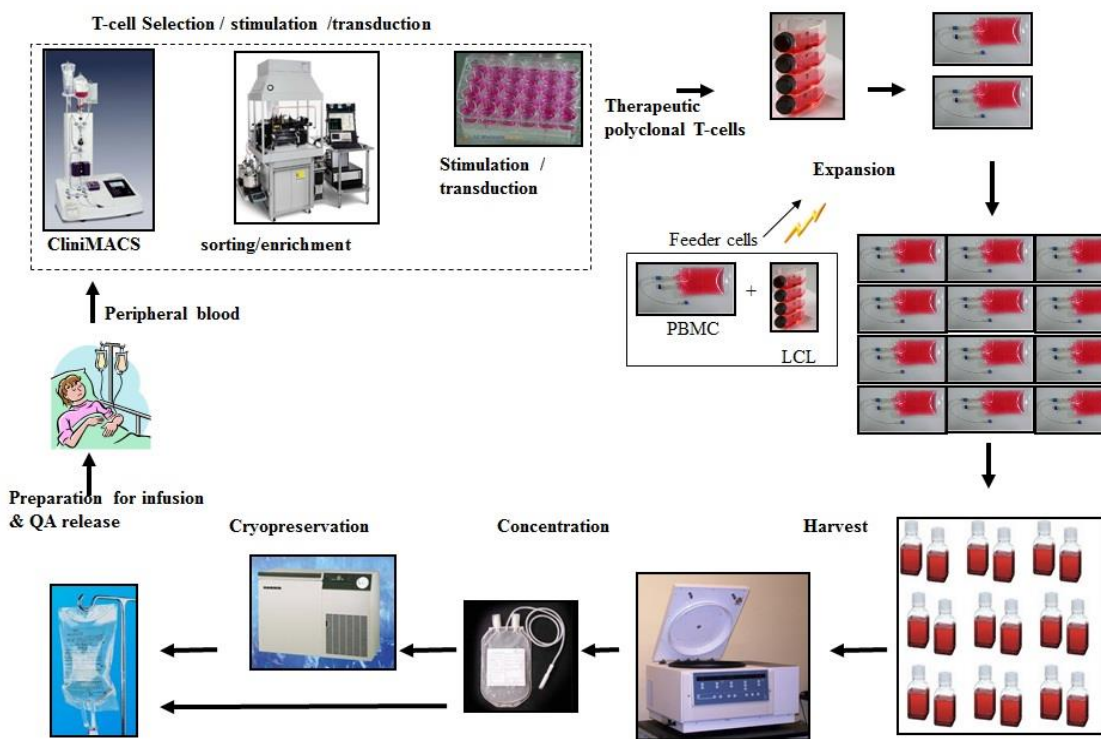 T-cell Selection / stimulation /transduction
CliniMACS
sorting/enrichment
Stimulation /
transduction
Therapeutic
polyclonal T-cells
Expansion
Feeder cells
PBMC
+
LCL
Peripheral blood
Preparation for infusion
& QA release
Cryopreservation
Concentration
Harvest